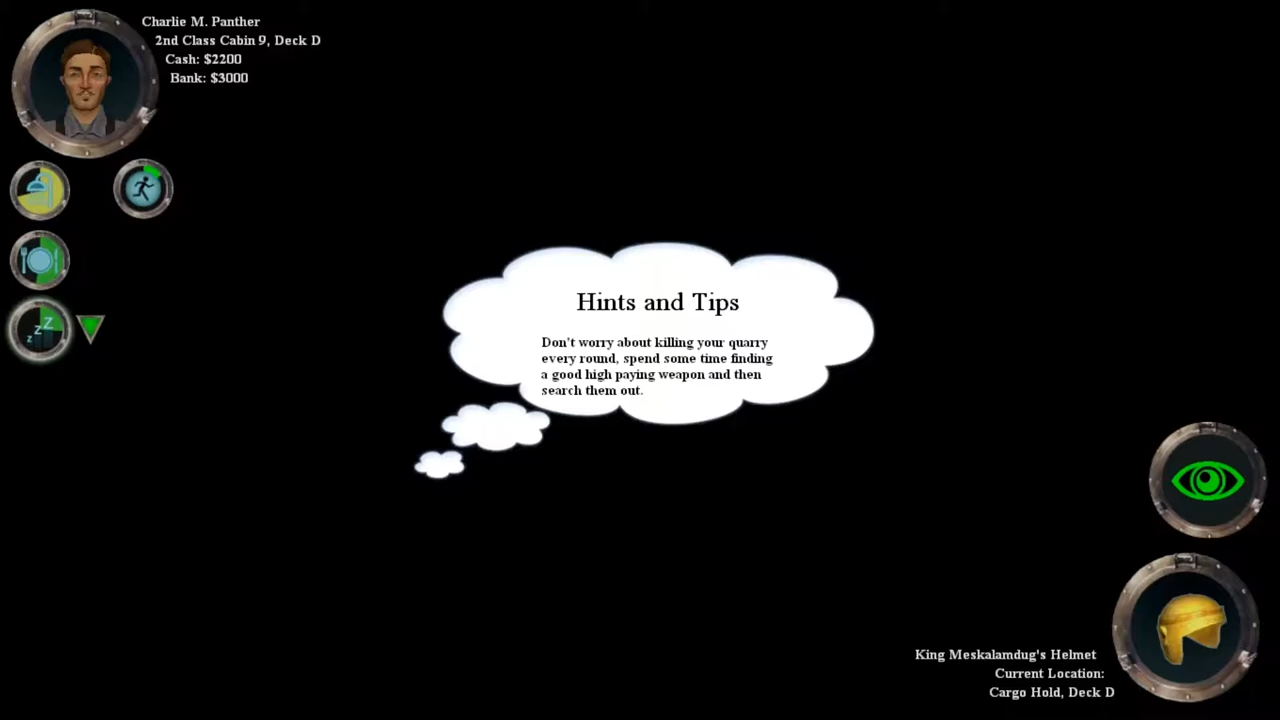 Charlie M. Panther
2nd Class Cabin 9, Deck D
Cash: $2200
Bank: $3000
z z Z
Hints and Tips
Don't worry about killing your quarry
every round, spend some time finding
a good high paying weapon and then
search them out.
King Meskalamdug's Helmet
Current Location:
Cargo Hold, Deck D